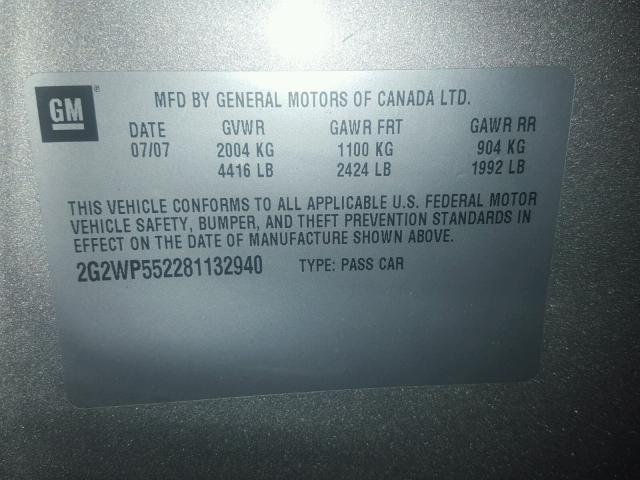 GM®
MFD BY GENERAL MOTORS OF CANADA LTD.
DATE GVWR GAWR FRT GAWR RR
07/07 2004 KG 1100 KG 904 KG
4416 LB 2424 LB 1992 LB
THIS VEHICLE CONFORMS TO ALL APPLICABLE U.S. FEDERAL MOTOR
VEHICLE SAFETY, BUMPER, AND THEFT PREVENTION STANDARDS IN
EFFECT ON THE DATE OF MANUFACTURE SHOWN ABOVE.
2G2WP552281132940 TYPE: PASS CAR